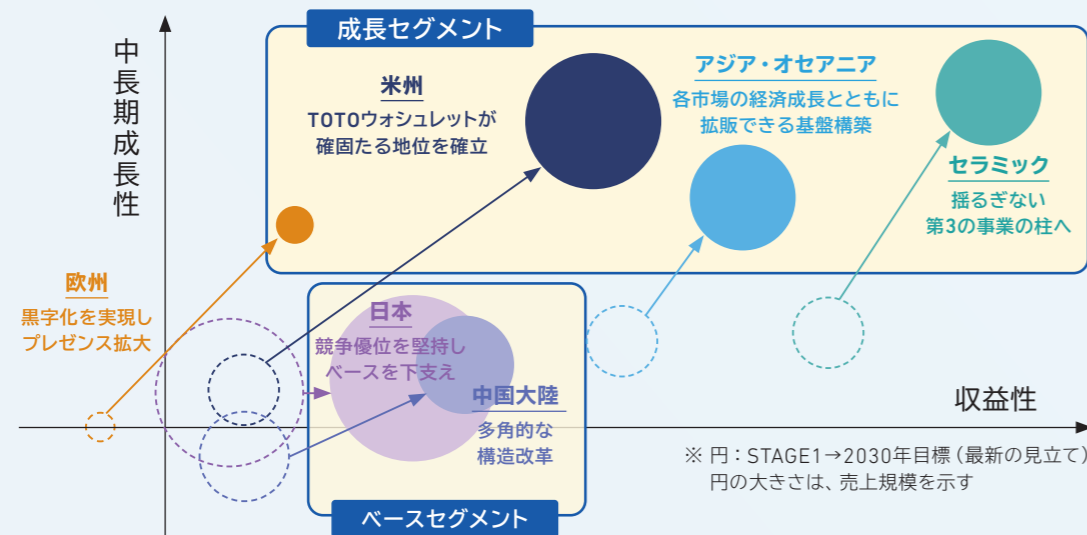 成長セグメント
中長期成長性
米州
TOTOウォシュレットが
確固たる地位を確立
アジア・オセアニア
各市場の経済成長とともに
拡販できる基盤構築
セラミック
揺るぎない
第3の事業の柱へ
欧州
黒字化を実現し
プレゼンス拡大
日本
競争優位を堅持し
ベースを下支え
中国大陸
多角的な
構造改革
収益性
※ 円：STAGE1→2030年目標（最新の見立て）
円の大きさは、売上規模を示す
ベースセグメント